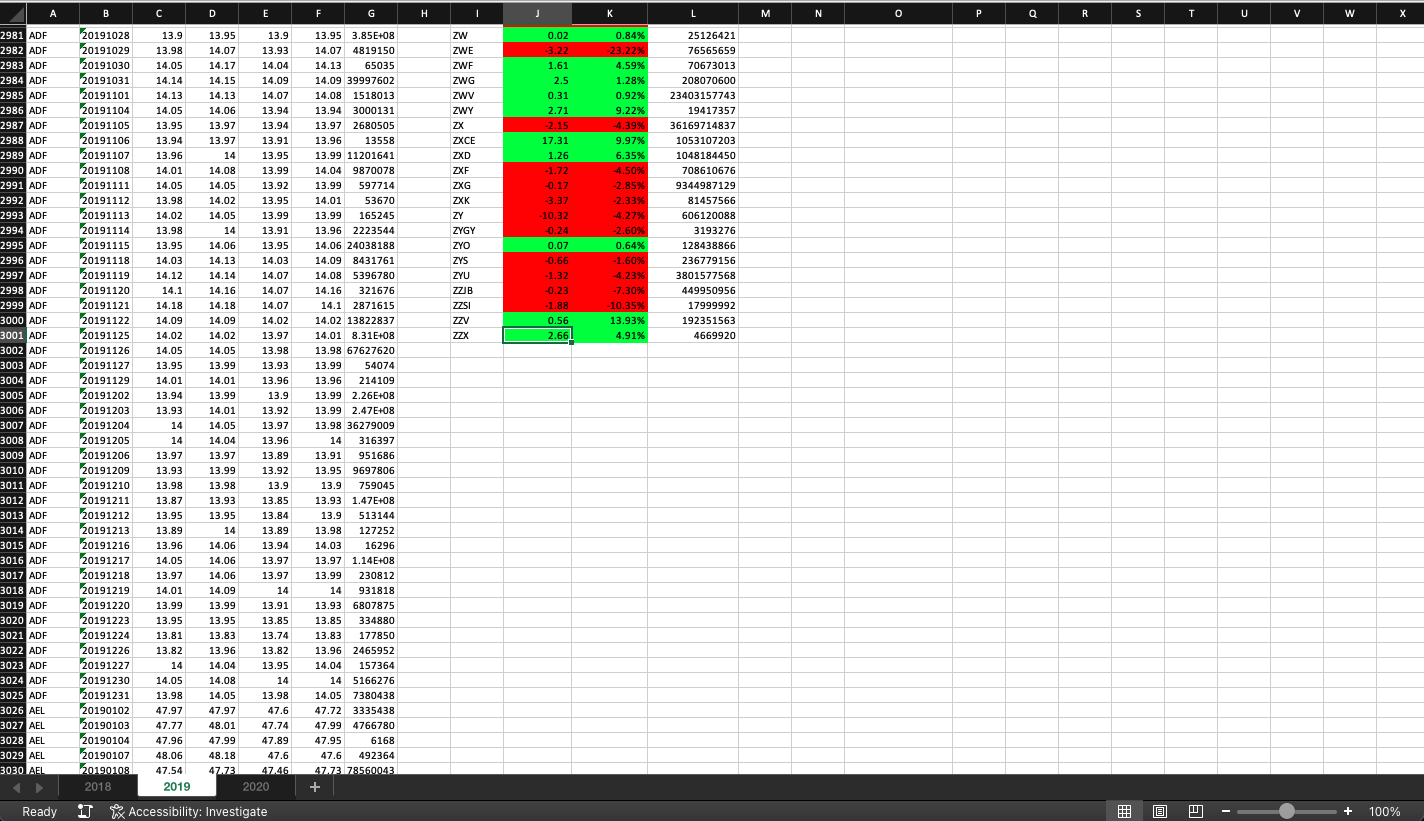 A B C D E F G H I J K L M N O P Q R S T U V W X
2981 ADF 20191028 13.9 13.95 13.9 13.95 3.85E+08 ZW 0.02 0.84% 25126421
2982 ADF 20191029 13.98 14.07 13.93 14.07 4819150 ZWE -3.22 -23.22% 76565659
2983 ADF 20191030 14.05 14.17 14.04 14.13 65035 ZWF 1.61 4.59% 70673013
2984 ADF 20191031 14.14 14.15 14.09 14.09 39997602 ZWG 2.5 1.28% 208070600
2985 ADF 20191101 14.13 14.13 14.07 14.08 1518013 ZWV 0.31 0.92% 23403157743
2986 ADF 20191104 14.05 14.06 13.94 13.94 3000131 ZWY 2.71 9.22% 19417357
2987 ADF 20191105 13.95 13.97 13.94 13.97 2680505 ZX -2.15 -4.39% 36169714837
2988 ADF 20191106 13.94 13.97 13.91 13.96 13558 ZXCE 17.31 9.97% 1053107203
2989 ADF 20191107 13.96 14 13.95 13.99 11201641 ZXD 1.26 6.35% 1048184450
2990 ADF 20191108 14.01 14.08 13.99 14.04 9870078 ZXF -1.72 -4.50% 708610676
2991 ADF 20191111 14.05 14.05 13.92 13.99 597714 ZXG -0.17 -2.85% 9344987129
2992 ADF 20191112 13.98 14.02 13.95 14.01 53670 ZXK -3.37 -2.33% 81457566
2993 ADF 20191113 14.02 14.05 13.99 13.99 165245 ZY -10.32 -4.27% 606120088
2994 ADF 20191114 13.98 14 13.91 13.96 2223544 ZYGY -0.24 -2.60% 3193276
2995 ADF 20191115 13.95 14.06 13.95 14.06 24038188 ZYO 0.07 0.64% 128438866
2996 ADF 20191118 14.03 14.13 14.03 14.09 8431761 ZYS -0.66 -1.60% 236779156
2997 ADF 20191119 14.12 14.14 14.07 14.08 5396780 ZYU -1.32 -4.23% 3801577568
2998 ADF 20191120 14.1 14.16 14.07 14.16 321676 ZZJB -0.23 -7.30% 449950956
2999 ADF 20191121 14.18 14.18 14.07 14.1 2871615 ZZSI -1.88 -10.35% 17999992
3000 ADF 20191122 14.09 14.09 14.02 14.02 13822837 ZZV 0.56 13.93% 192351563
3001 ADF 20191125 14.02 14.02 13.97 14.01 8.31E+08 ZZX 2.66 4.91% 4669920
3002 ADF 20191126 14.05 14.05 13.98 13.98 67627620
3003 ADF 20191127 13.95 13.99 13.93 13.99 54074
3004 ADF 20191129 14.01 14.01 13.96 13.96 214109
3005 ADF 20191202 13.94 13.99 13.9 13.99 2.26E+08
3006 ADF 20191203 13.93 14.01 13.92 13.99 2.47E+08
3007 ADF 20191204 14 14.05 13.97 13.98 36279009
3008 ADF 20191205 14 14.04 13.96 14 316397
3009 ADF 20191206 13.97 13.97 13.89 13.91 951686
3010 ADF 20191209 13.93 13.99 13.92 13.95 9697806
3011 ADF 20191210 13.98 13.98 13.9 13.9 759045
3012 ADF 20191211 13.87 13.93 13.85 13.93 1.47E+08
3013 ADF 20191212 13.95 13.95 13.84 13.9 513144
3014 ADF 20191213 13.89 14 13.89 13.98 127252
3015 ADF 20191216 13.96 14.06 13.94 14.03 16296
3016 ADF 20191217 14.05 14.06 13.97 13.97 1.14E+08
3017 ADF 20191218 13.97 14.06 13.97 13.99 230812
3018 ADF 20191219 14.01 14.09 14 14 931818
3019 ADF 20191220 13.99 13.99 13.91 13.93 6807875
3020 ADF 20191223 13.95 13.95 13.85 13.85 334880
3021 ADF 20191224 13.81 13.83 13.74 13.83 177850
3022 ADF 20191226 13.82 13.96 13.82 13.96 2465952
3023 ADF 20191227 14 14.04 13.95 14.04 157364
3024 ADF 20191230 14.05 14.08 14 14 5166276
3025 ADF 20191231 13.98 14.05 13.98 14.05 7380438
3026 AEL 20190102 47.97 47.97 47.6 47.72 3335438
3027 AEL 20190103 47.77 48.01 47.74 47.99 4766780
3028 AEL 20190104 47.96 47.99 47.89 47.95 6168
3029 AEL 20190107 48.06 48.18 47.6 47.6 492364
3030 AEL 20190108 47.54 47.73 47.46 47.73 78560043
2018 2019 2020 +
Ready Accessibility: Investigate - + 100%